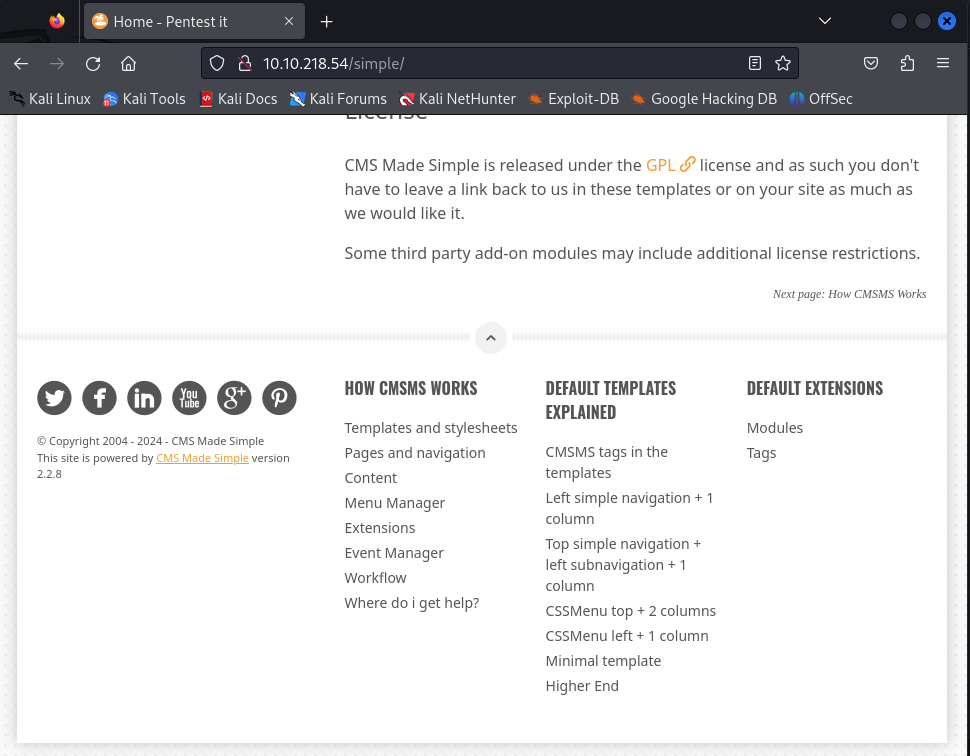 Home - Pentest it
10.10.218.54/simple/
Kali Linux Kali Tools Kali Docs Kali Forums Kali NetHunter Exploit-DB Google Hacking DB OffSec
License
CMS Made Simple is released under the GPL license and as such you don't
have to leave a link back to us in these templates or on your site as much as
we would like it.
Some third party add-on modules may include additional license restrictions.
Next page: How CMSMS Works
You
Tube
© Copyright 2004 - 2024 - CMS Made Simple
This site is powered by CMS Made Simple version
2.2.8
HOW CMSMS WORKS
Templates and stylesheets
Pages and navigation
Content
Menu Manager
Extensions
Event Manager
Workflow
Where do i get help?
DEFAULT TEMPLATES
EXPLAINED
CMSMS tags in the
templates
Left simple navigation + 1
column
Top simple navigation +
left subnavigation + 1
column
CSSMenu top + 2 columns
CSSMenu left + 1 column
Minimal template
Higher End
DEFAULT EXTENSIONS
Modules
Tags